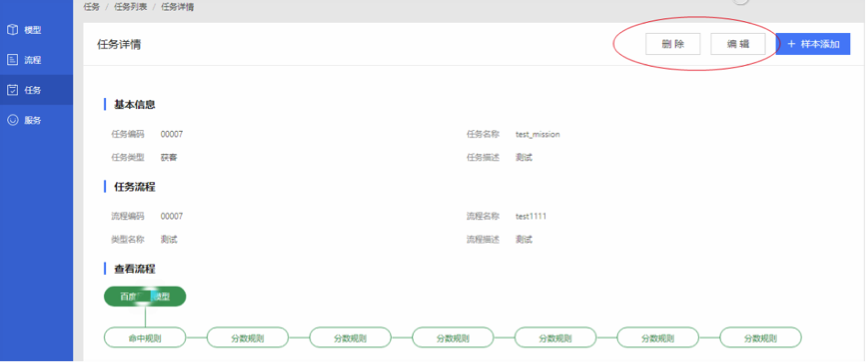 任务 / 任务列表 / 任务详情
模型
流程
任务
服务
任务详情
删 除
编 辑
+ 样本添加
基本信息
任务编码 00007 任务名称 test_mission
任务类型 获客 任务描述 测试
任务流程
流程编码 00007 流程名称 test1111
类型名称 测试 流程描述 测试
查看流程
百度 模型
命中规则 分数规则 分数规则 分数规则 分数规则 分数规则 分数规则